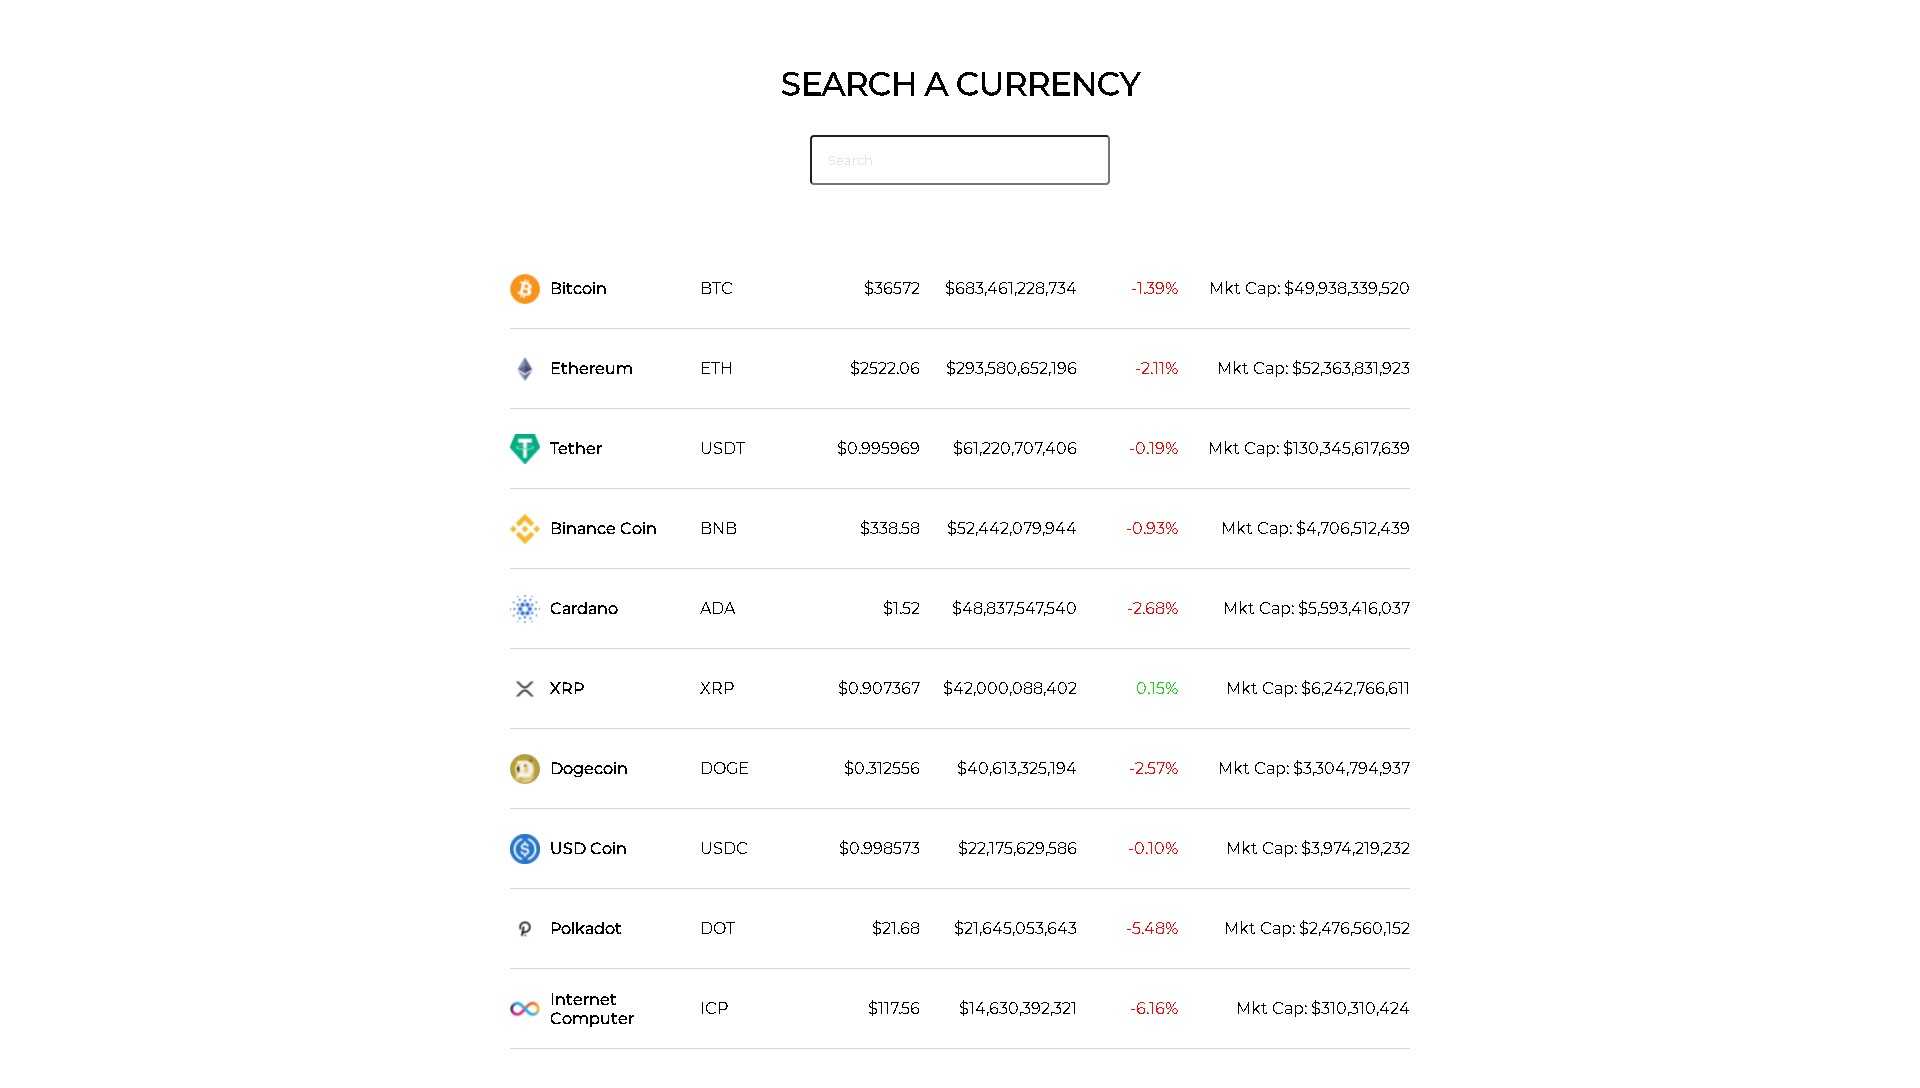 SEARCH A CURRENCY
Search
Bitcoin BTC $36572 $683,461,228,734 -1.39% Mkt Cap: $49,938,339,520
Ethereum ETH $2522.06 $293,580,652,196 -2.11% Mkt Cap: $52,363,831,923
Tether USDT $0.995969 $61,220,707,406 -0.19% Mkt Cap: $130,345,617,639
Binance Coin BNB $338.58 $52,442,079,944 -0.93% Mkt Cap: $4,706,512,439
Cardano ADA $1.52 $48,837,547,540 -2.68% Mkt Cap: $5,593,416,037
XRP XRP $0.907367 $42,000,088,402 0.15% Mkt Cap: $6,242,766,611
Dogecoin DOGE $0.312556 $40,613,325,194 -2.57% Mkt Cap: $3,304,794,937
USD Coin USDC $0.998573 $22,175,629,586 -0.10% Mkt Cap: $3,974,219,232
Polkadot DOT $21.68 $21,645,053,643 -5.48% Mkt Cap: $2,476,560,152
Internet
Computer ICP $117.56 $14,630,392,321 -6.16% Mkt Cap: $310,310,424